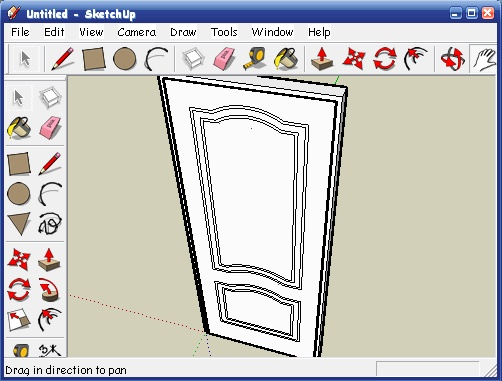 Untitled - SketchUp
File Edit View Camera Draw Tools Window Help
Drag in direction to pan